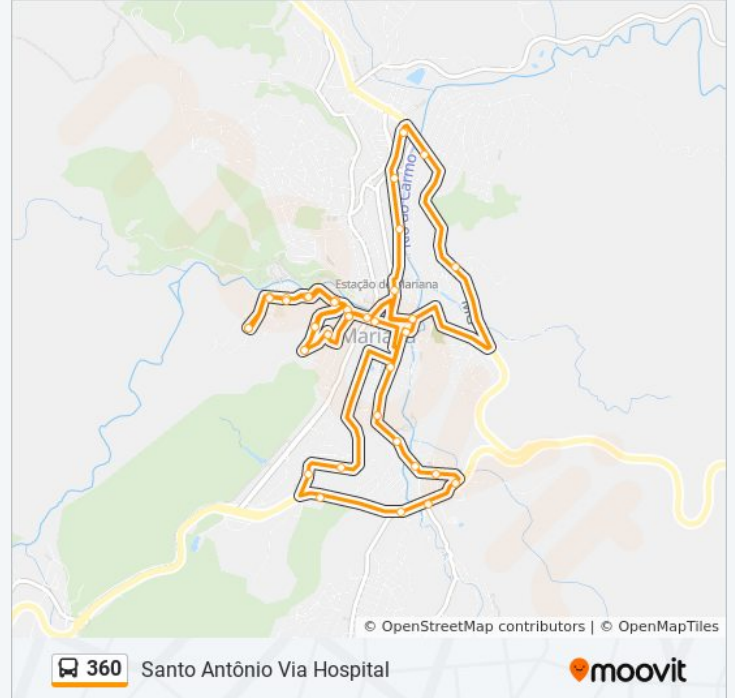 Rio do Carmo
Estação de Mariana
Mariana
© OpenStreetMap contributors | © OpenMapTiles
360 Santo Antônio Via Hospital
moovit